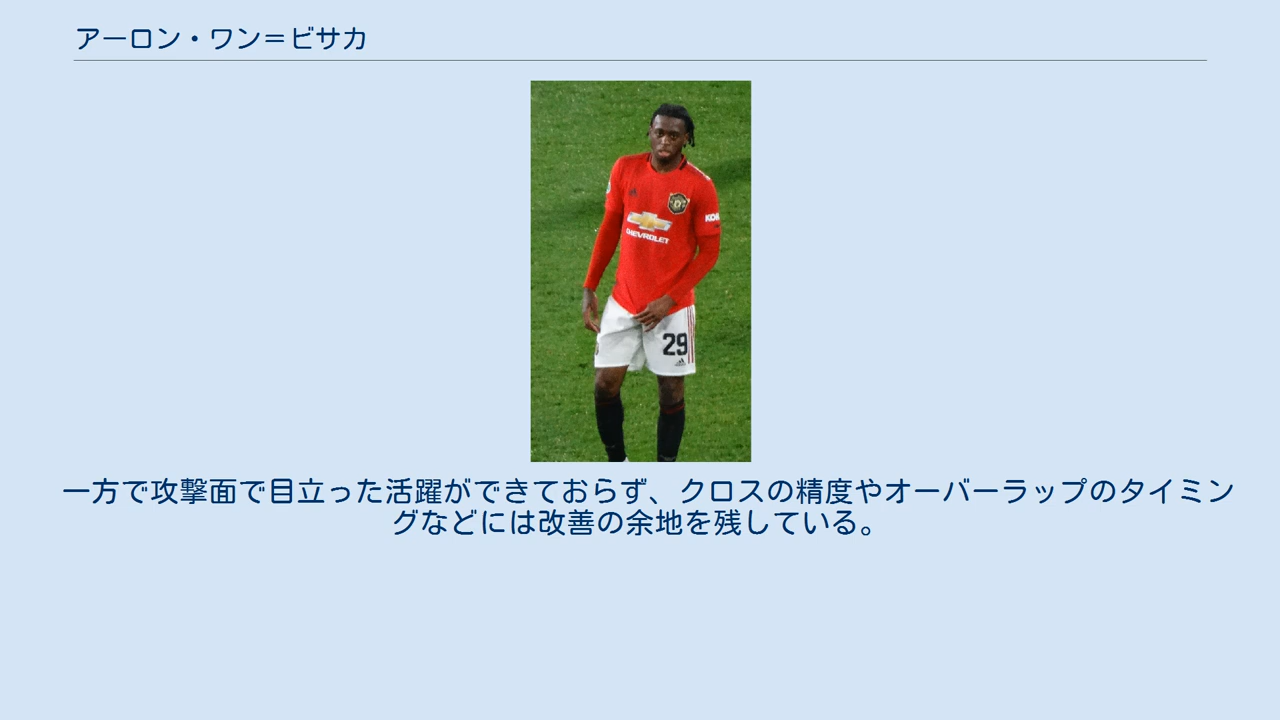 アーロン・ワン＝ビサカ
KOH
CHEVROLET
29
一方で攻撃面で目立った活躍ができておらず、クロスの精度やオーバーラップのタイミン
グなどには改善の余地を残している。